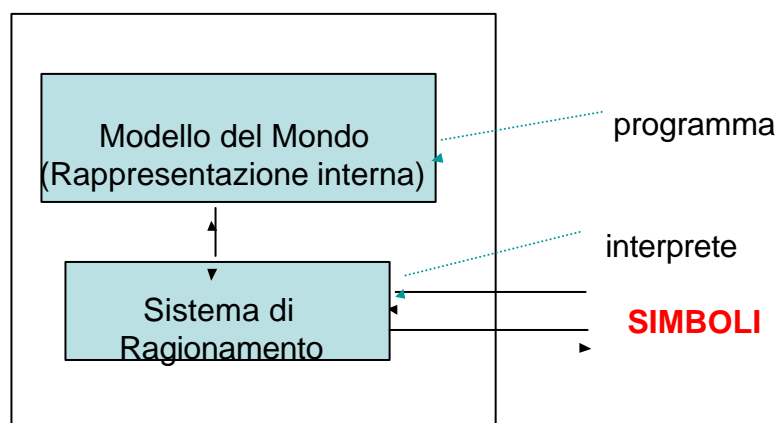 Modello del Mondo
(Rappresentazione interna)
programma
interprete
Sistema di
Ragionamento
SIMBOLI